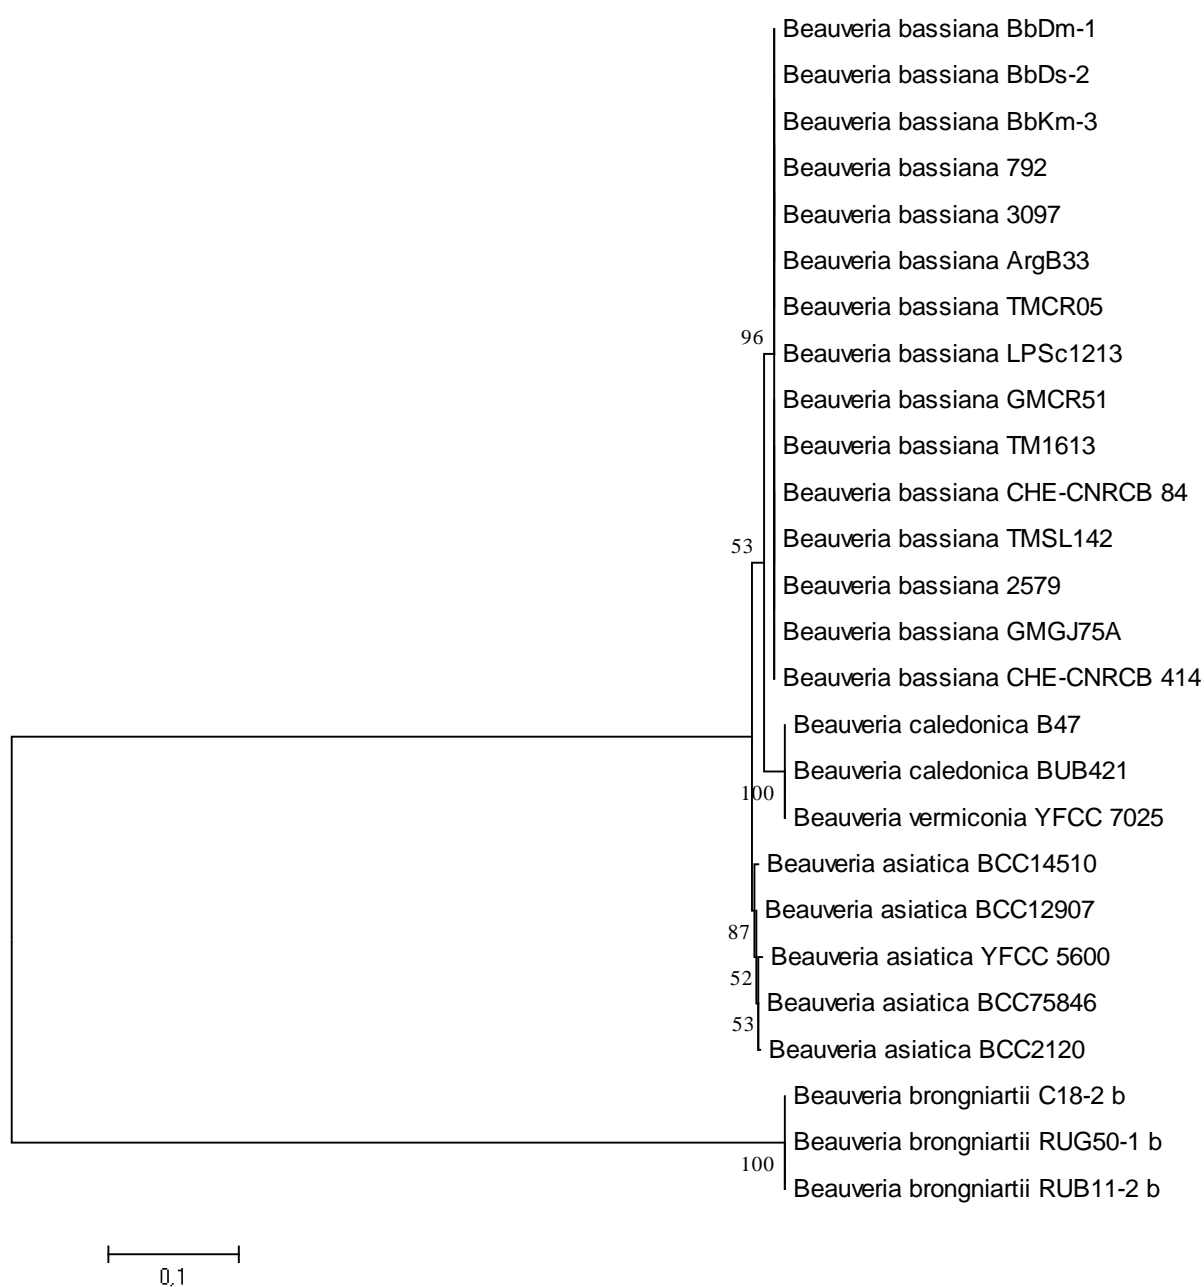 Beauveria bassiana BbDm-1
Beauveria bassiana BbDs-2
Beauveria bassiana BbKm-3
Beauveria bassiana 792
Beauveria bassiana 3097
Beauveria bassiana ArgB33
Beauveria bassiana TMCR05
96
Beauveria bassiana LPSc1213
Beauveria bassiana GMCR51
Beauveria bassiana TM1613
Beauveria bassiana CHE-CNRCB 84
Beauveria bassiana TMSL142
53
Beauveria bassiana 2579
Beauveria bassiana GMGJ75A
Beauveria bassiana CHE-CNRCB 414
Beauveria caledonica B47
Beauveria caledonica BUB421
100
Beauveria vermiconia YFCC 7025
Beauveria asiatica BCC14510
Beauveria asiatica BCC12907
87
Beauveria asiatica YFCC 5600
52
Beauveria asiatica BCC75846
53
Beauveria asiatica BCC2120
Beauveria brongniartii C18-2 b
Beauveria brongniartii RUG50-1 b
100
Beauveria brongniartii RUB11-2 b
0,1